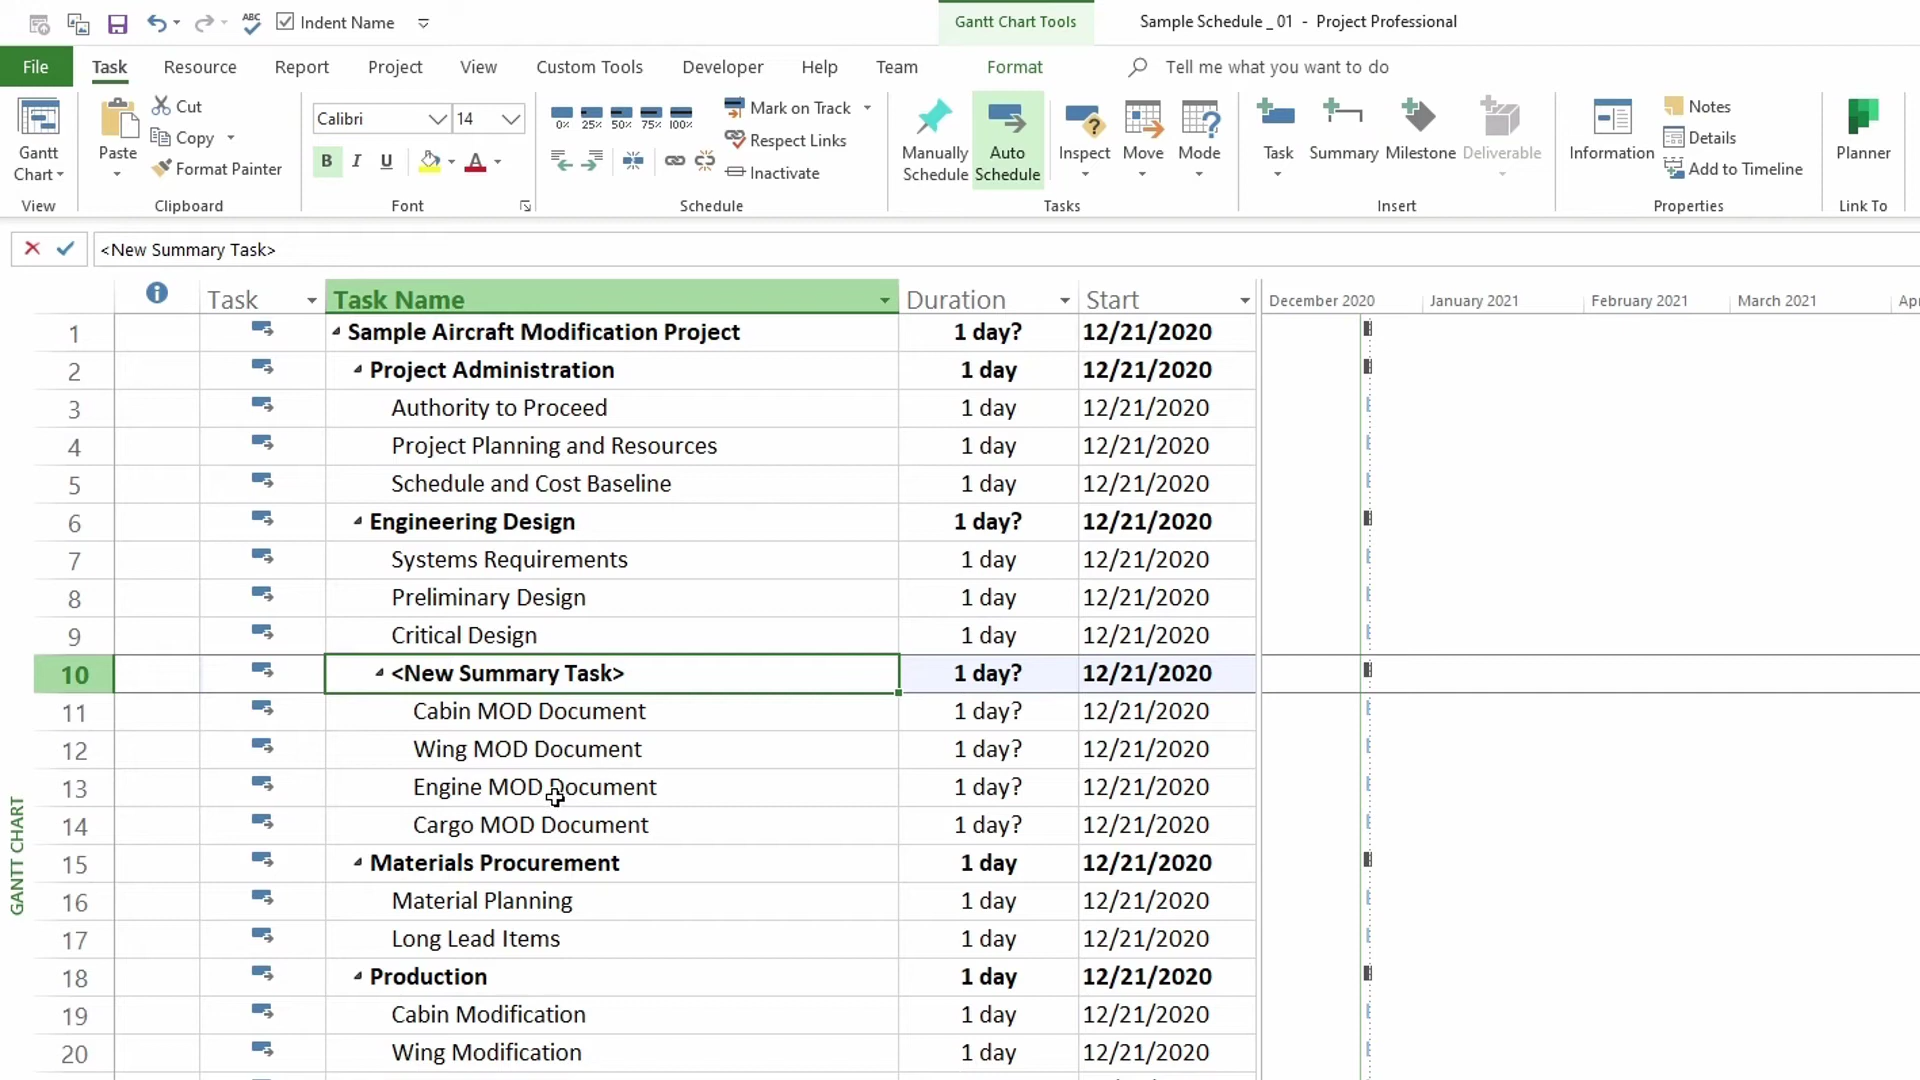 ABC Indent Name Gantt Chart Tools Sample Schedule _ 01 - Project Professional
File Task Resource Report Project View Custom Tools Developer Help Team Format Tell me what you want to do
Gantt Chart
View
Paste
Cut
Copy
Format Painter
Clipboard
Calibri 14
B I U A
Font
0% 25% 50% 75% 100%
Mark on Track
Respect Links
Inactivate
Schedule
Manually Schedule
Auto Schedule
Inspect
Move
Mode
Tasks
Task
Summary
Milestone
Deliverable
Insert
Information
Notes
Details
Add to Timeline
Properties
Planner
Link To
<New Summary Task>
Task Task Name Duration Start December 2020 January 2021 February 2021 March 2021 Apr
1 Sample Aircraft Modification Project 1 day? 12/21/2020
2 Project Administration 1 day 12/21/2020
3 Authority to Proceed 1 day 12/21/2020
4 Project Planning and Resources 1 day 12/21/2020
5 Schedule and Cost Baseline 1 day 12/21/2020
6 Engineering Design 1 day? 12/21/2020
7 Systems Requirements 1 day 12/21/2020
8 Preliminary Design 1 day 12/21/2020
9 Critical Design 1 day 12/21/2020
10 <New Summary Task> 1 day? 12/21/2020
11 Cabin MOD Document 1 day? 12/21/2020
12 Wing MOD Document 1 day? 12/21/2020
13 Engine MOD Document 1 day? 12/21/2020
14 Cargo MOD Document 1 day? 12/21/2020
15 Materials Procurement 1 day 12/21/2020
16 Material Planning 1 day 12/21/2020
17 Long Lead Items 1 day 12/21/2020
18 Production 1 day 12/21/2020
19 Cabin Modification 1 day 12/21/2020
20 Wing Modification 1 day 12/21/2020
GANTT CHART